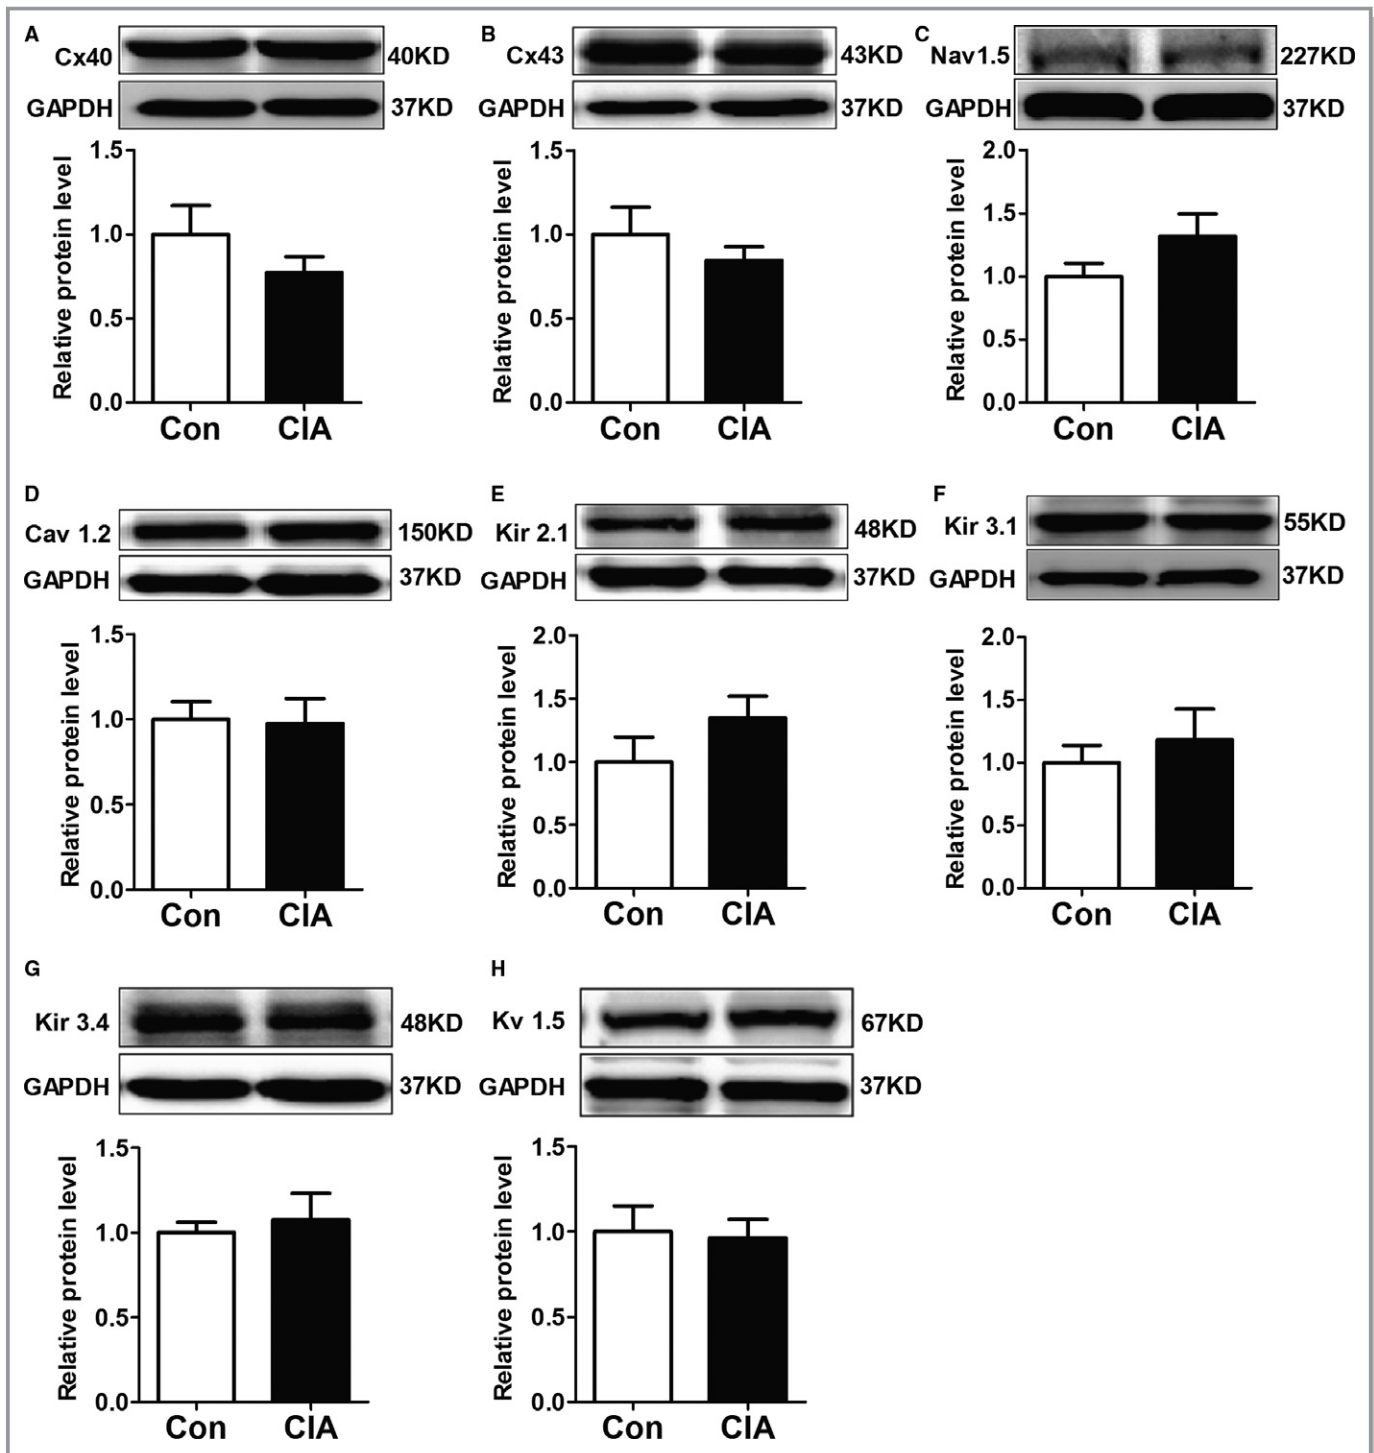 A
Cx40 40KD
GAPDH 37KD
Relative protein level
1.5
1.0
0.5
0.0
Con CIA
B
Cx43 43KD
GAPDH 37KD
Relative protein level
1.5
1.0
0.5
0.0
Con CIA
C
Nav1.5 227KD
GAPDH 37KD
Relative protein level
2.0
1.5
1.0
0.5
0.0
Con CIA
D
Cav 1.2 150KD
GAPDH 37KD
Relative protein level
1.5
1.0
0.5
0.0
Con CIA
E
Kir 2.1 48KD
GAPDH 37KD
Relative protein level
2.0
1.5
1.0
0.5
0.0
Con CIA
F
Kir 3.1 55KD
GAPDH 37KD
Relative protein level
2.0
1.5
1.0
0.5
0.0
Con CIA
G
Kir 3.4 48KD
GAPDH 37KD
Relative protein level
1.5
1.0
0.5
0.0
Con CIA
H
Kv 1.5 67KD
GAPDH 37KD
Relative protein level
1.5
1.0
0.5
0.0
Con CIA